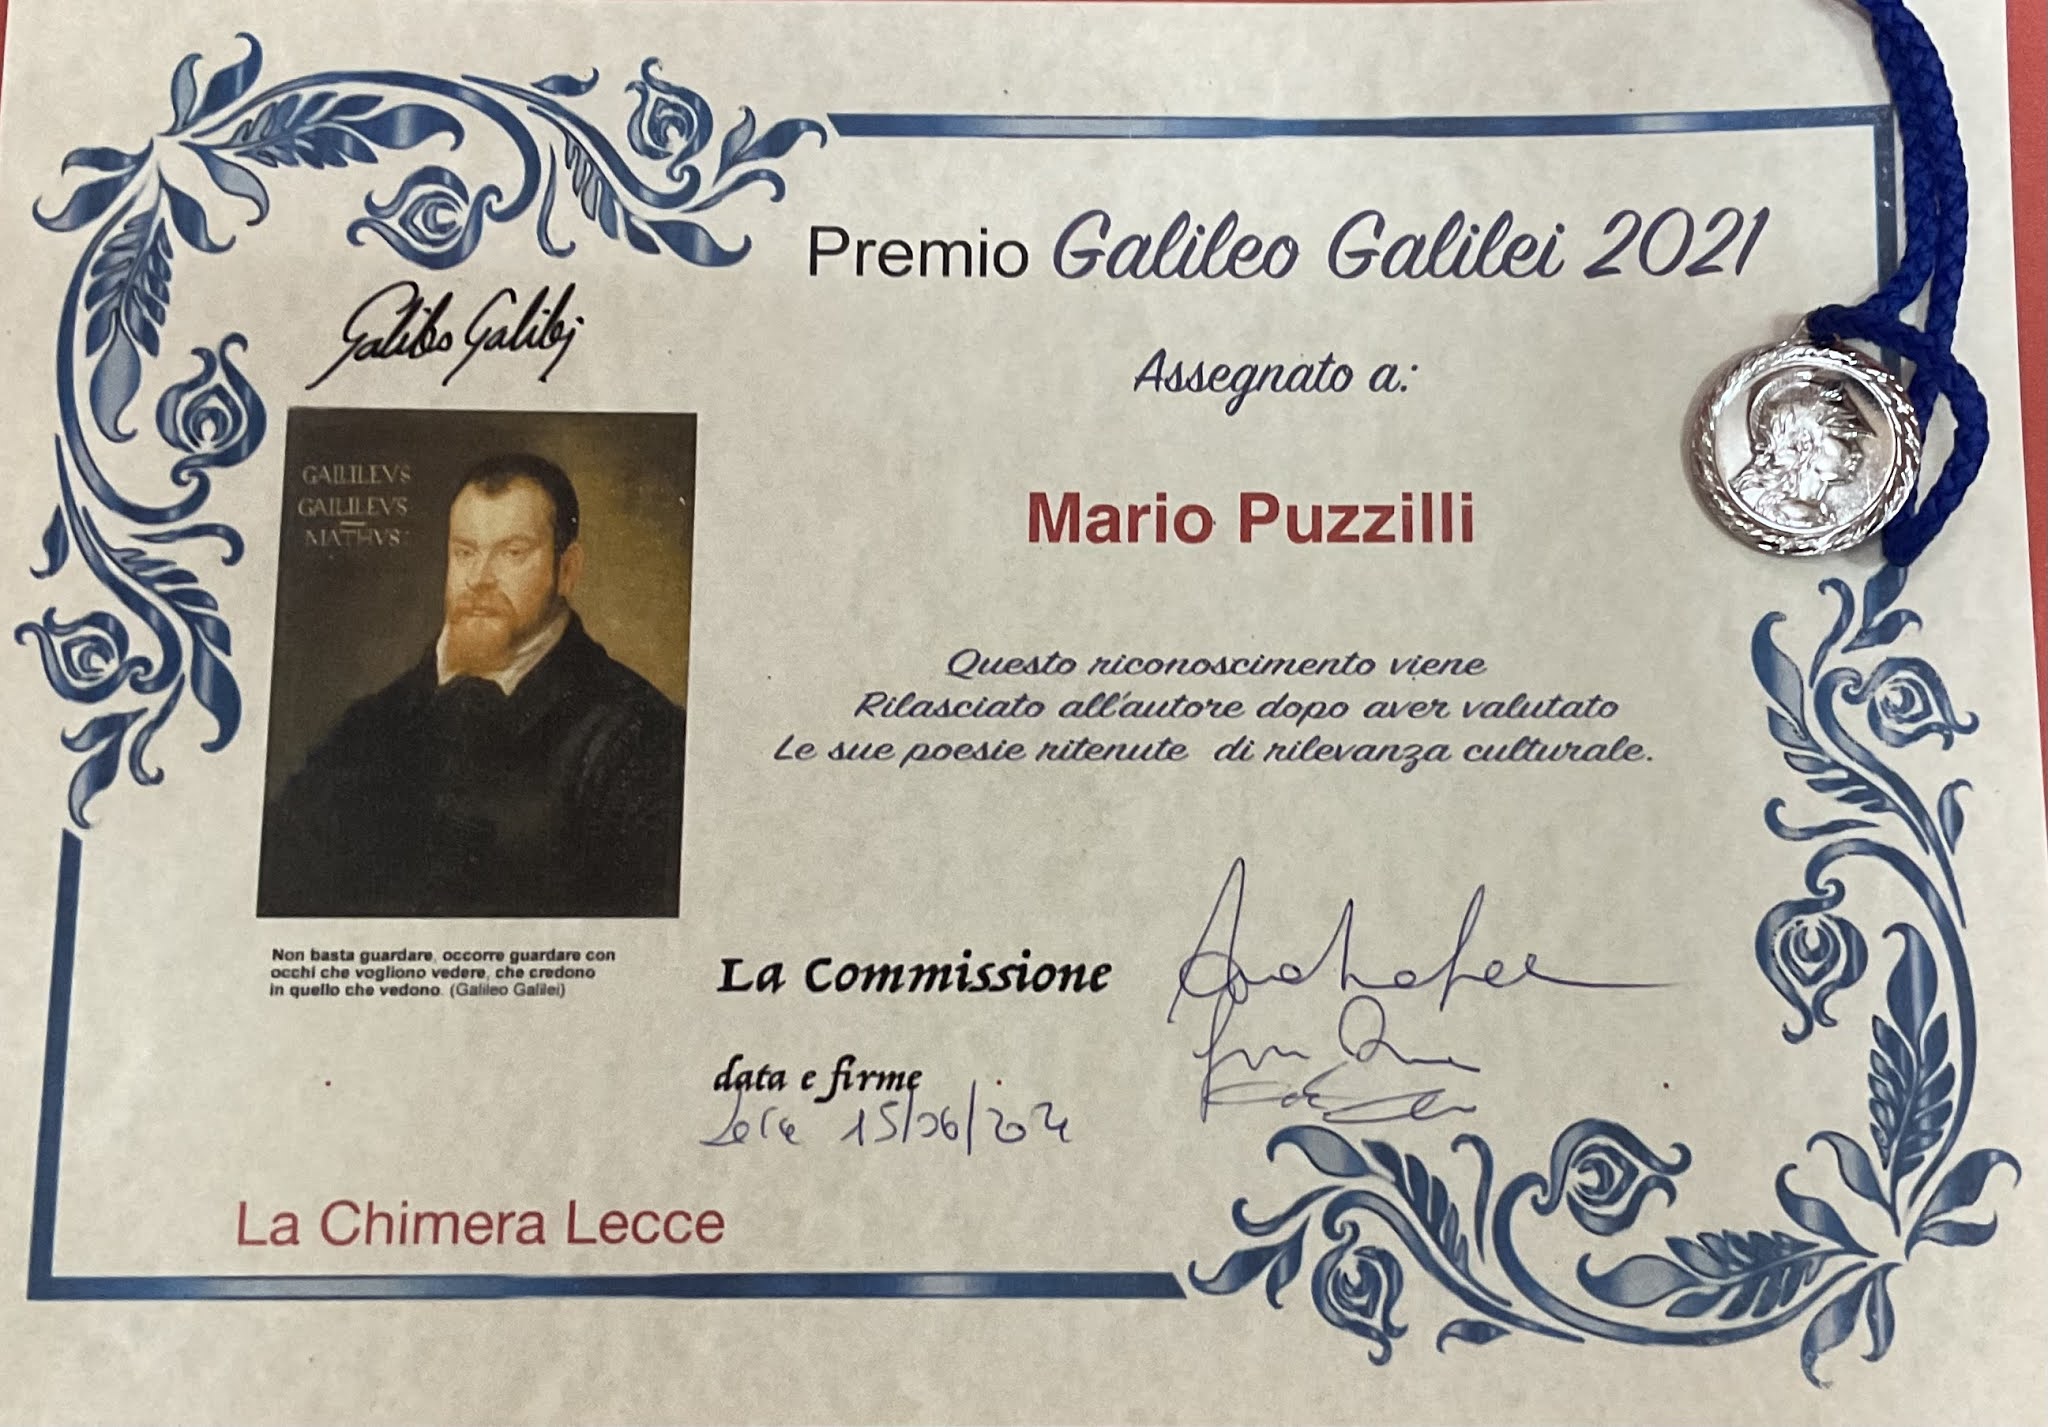 Premio Galileo Galilei 2021
Galileo Galilei
Assegnato a:
GALILEVS
GALILEVS
MATHVS:
Mario Puzzilli
Questo riconoscimento viene
Rilasciato all'autore dopo aver valutato
Le sue poesie ritenute di rilevanza culturale.
Non basta guardare, occorre guardare con
occhi che vogliono vedere, che credono
in quello che vedono. (Galileo Galilei)
La Commissione
data e firme
15/06/2021
La Chimera Lecce